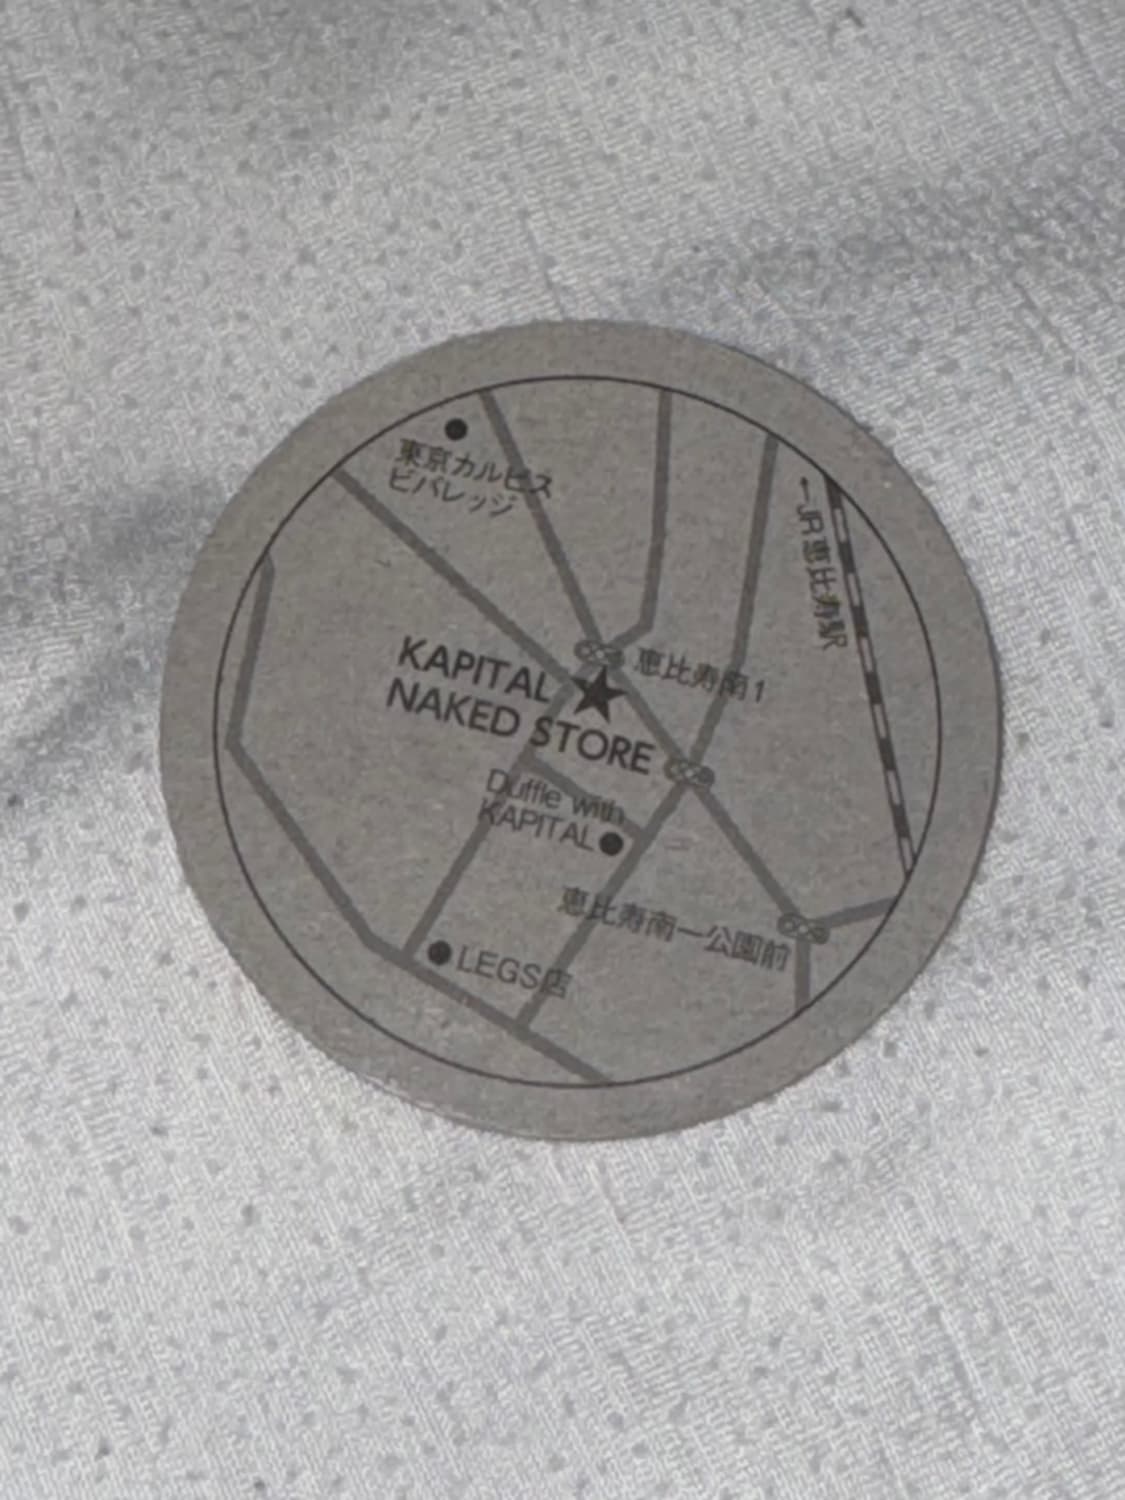 東京カルピス
ビバレッジ
←JR恵比寿駅
恵比寿南1
KAPITAL
NAKED STORE
Duffle with
KAPITAL
恵比寿南一公園前
LEGS店